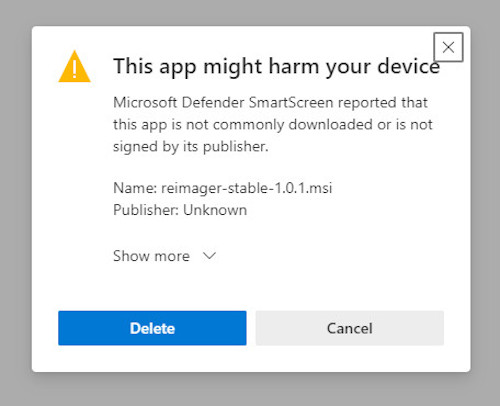 This app might harm your device
Microsoft Defender SmartScreen reported that
this app is not commonly downloaded or is not
signed by its publisher.
Name: reimager-stable-1.0.1.msi
Publisher: Unknown
Show more
Delete
Cancel